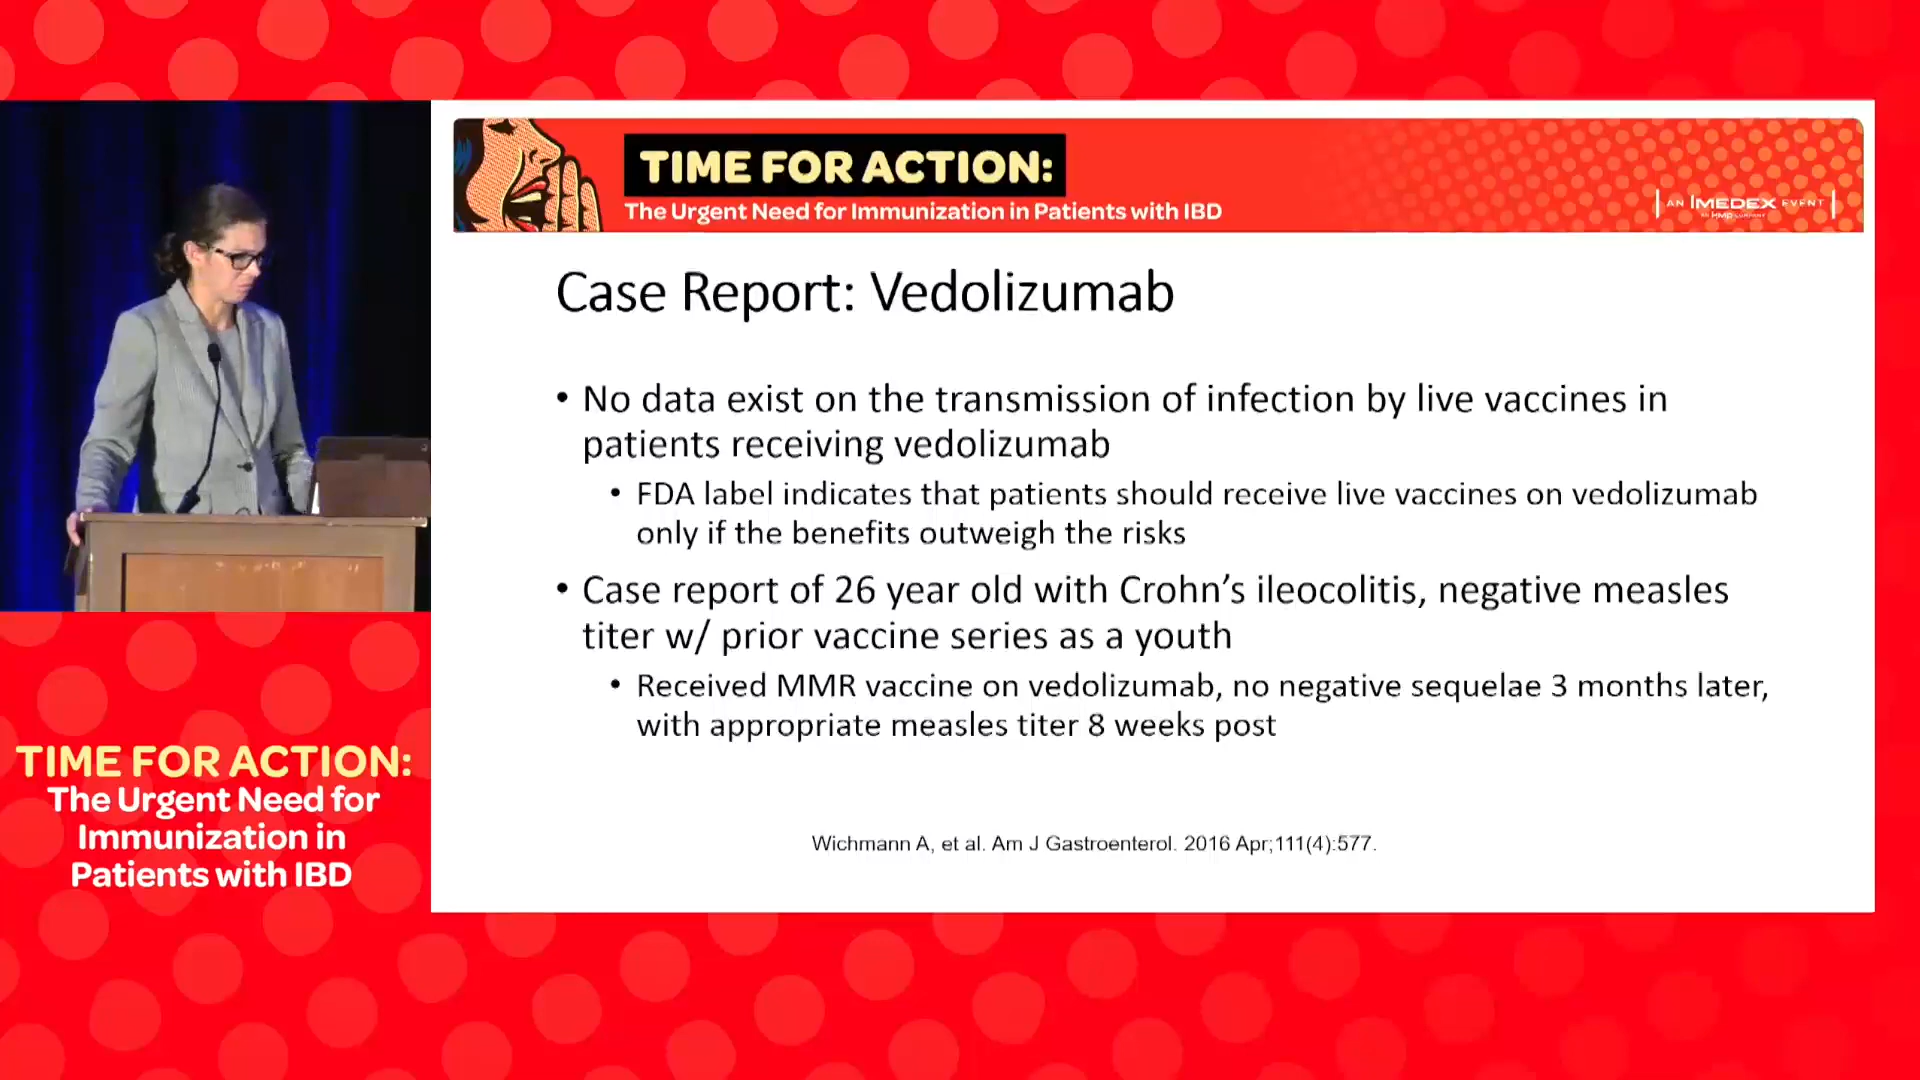 TIME FOR ACTION:
The Urgent Need for Immunization in Patients with IBD
AN IMEDEX EVENT
AN HMP COMPANY
Case Report: Vedolizumab
• No data exist on the transmission of infection by live vaccines in
patients receiving vedolizumab
• FDA label indicates that patients should receive live vaccines on vedolizumab
only if the benefits outweigh the risks
• Case report of 26 year old with Crohn’s ileocolitis, negative measles
titer w/ prior vaccine series as a youth
• Received MMR vaccine on vedolizumab, no negative sequelae 3 months later,
with appropriate measles titer 8 weeks post
Wichmann A, et al. Am J Gastroenterol. 2016 Apr;111(4):577.
TIME FOR ACTION:
The Urgent Need for
Immunization in
Patients with IBD